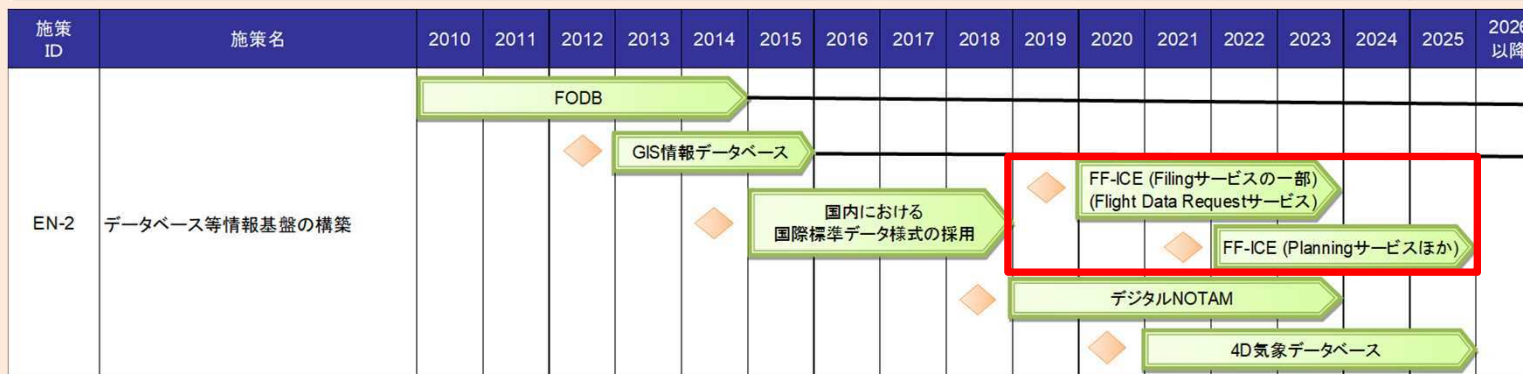 施策
ID
施策名
2010
2011
2012
2013
2014
2015
2016
2017
2018
2019
2020
2021
2022
2023
2024
2025
2026
以降
EN-2
データベース等情報基盤の構築
FODB
GIS情報データベース
FF-ICE (Filingサービスの一部)
(Flight Data Requestサービス)
国内における
国際標準データ様式の採用
FF-ICE (Planningサービスほか)
デジタルNOTAM
4D気象データベース